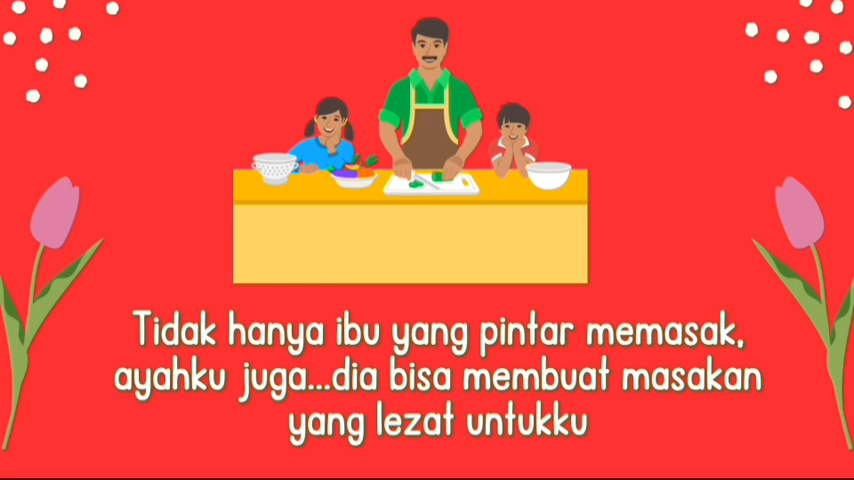 Tidak hanya ibu yang pintar memasak,
ayahku juga...dia bisa membuat masakan
yang lezat untukku